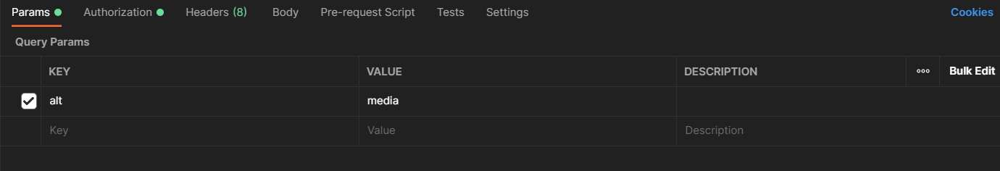 Params Authorization Headers (8) Body Pre-request Script Tests Settings Cookies
Query Params
KEY VALUE DESCRIPTION Bulk Edit
alt media
Key Value Description